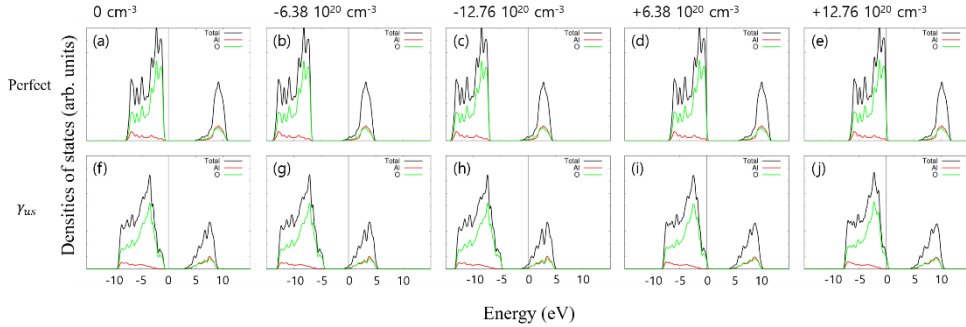 0 cm⁻³ -6.38 10²⁰ cm⁻³ -12.76 10²⁰ cm⁻³ +6.38 10²⁰ cm⁻³ +12.76 10²⁰ cm⁻³
Densities of states (arb. units)
Perfect
(a) Total Al O
(b) Total Al O
(c) Total Al O
(d) Total Al O
(e) Total Al O
γus
(f) Total Al O
(g) Total Al O
(h) Total Al O
(i) Total Al O
(j) Total Al O
-10 -5 0 5 10
-10 -5 0 5 10
-10 -5 0 5 10
-10 -5 0 5 10
-10 -5 0 5 10
Energy (eV)